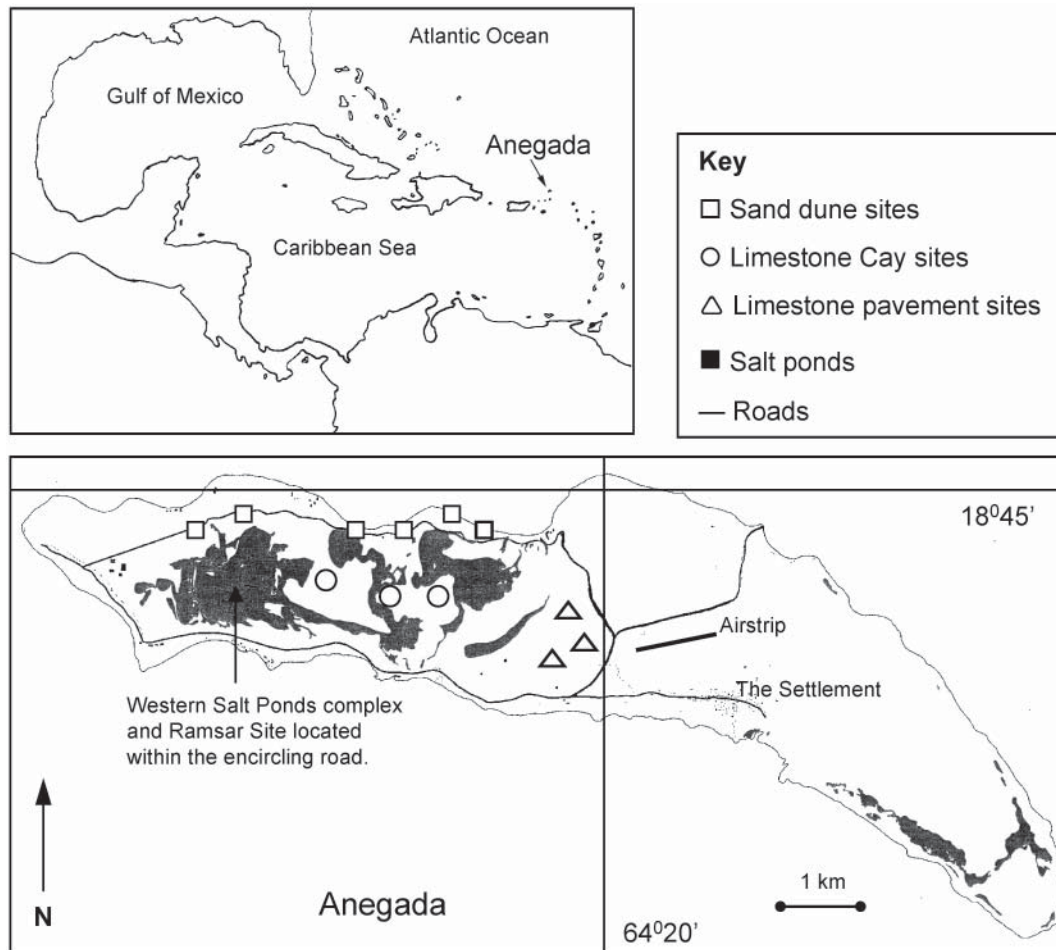 Atlantic Ocean
Gulf of Mexico
Anegada
Caribbean Sea
Key
Sand dune sites
Limestone Cay sites
Limestone pavement sites
Salt ponds
Roads
18⁰45’
Airstrip
The Settlement
Western Salt Ponds complex
and Ramsar Site located
within the encircling road.
1 km
N
Anegada
64⁰20’